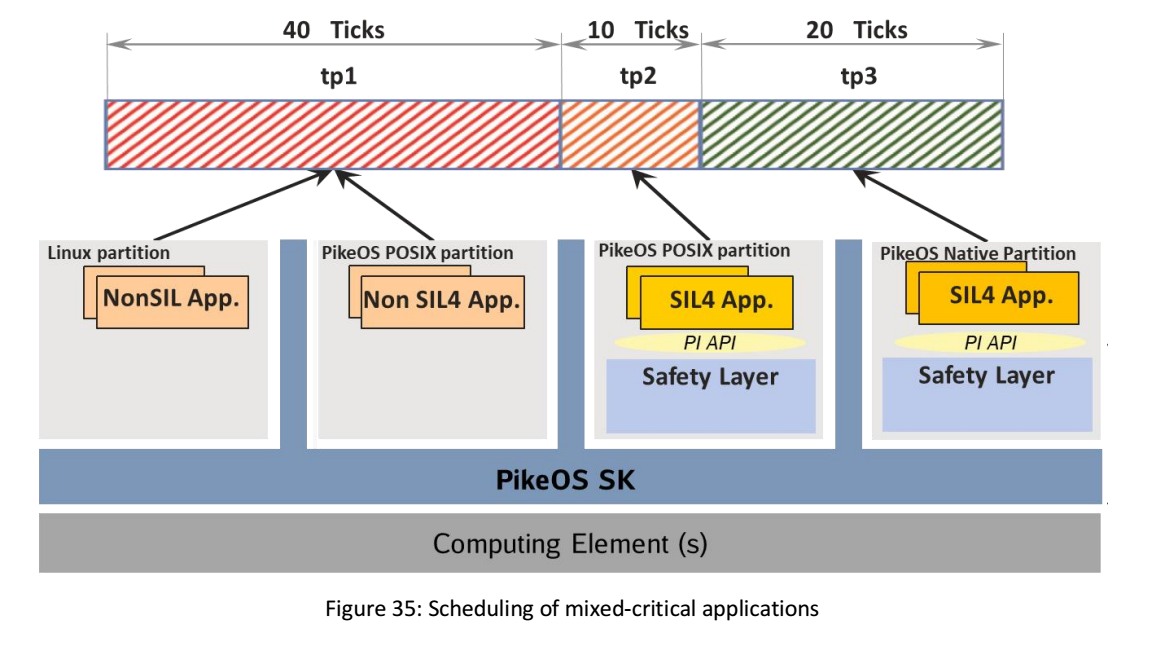 40 Ticks
10 Ticks
20 Ticks
tp1
tp2
tp3
Linux partition
NonSIL App.
PikeOS POSIX partition
Non SIL4 App.
PikeOS POSIX partition
SIL4 App.
PI API
Safety Layer
PikeOS Native Partition
SIL4 App.
PI API
Safety Layer
PikeOS SK
Computing Element (s)
Figure 35: Scheduling of mixed-critical applications